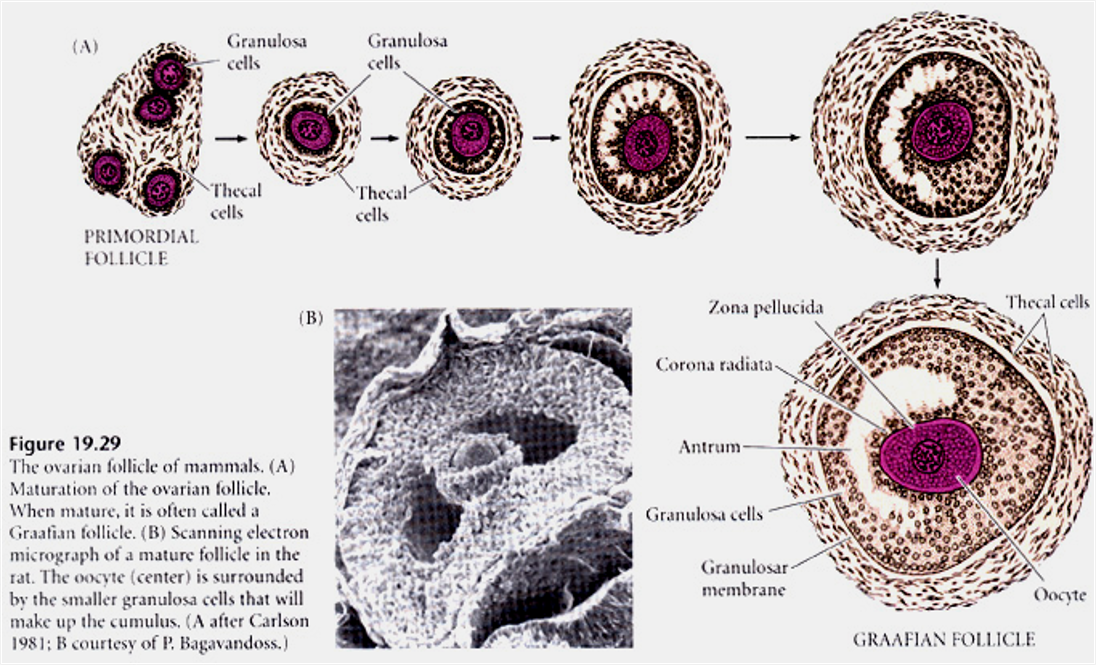 (A)
Granulosa
cells
Granulosa
cells
Thecal
cells
Thecal
cells
PRIMORDIAL
FOLLICLE
(B)
Zona pellucida
Thecal cells
Corona radiata
Antrum
Granulosa cells
Granulosar
membrane
Oocyte
GRAAFIAN FOLLICLE
Figure 19.29
The ovarian follicle of mammals. (A)
Maturation of the ovarian follicle.
When mature, it is often called a
Graafian follicle. (B) Scanning electron
micrograph of a mature follicle in the
rat. The oocyte (center) is surrounded
by the smaller granulosa cells that will
make up the cumulus. (A after Carlson
1981; B courtesy of P. Bagavandoss.)